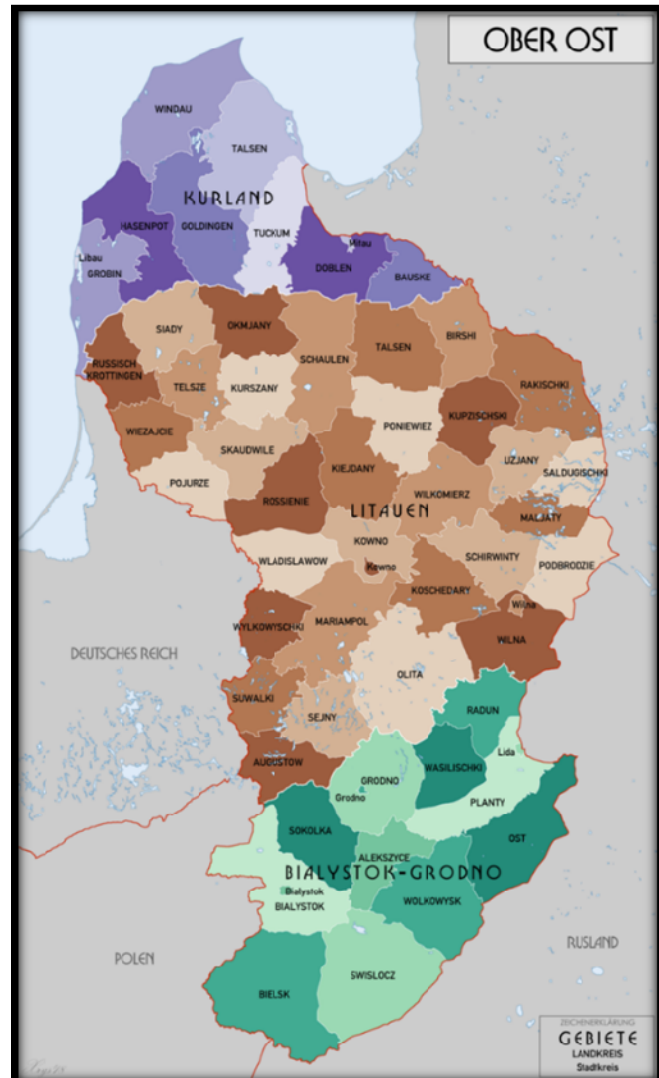 OBER OST
WINDAU
TALSEN
KURLAND
HASENPOT
GOLDINGEN
TUCKUM
Mitau
Libau
GROBIN
DOBLEN
BAUSKE
SIADY
OKMJANY
SCHAULEN
TALSEN
BIRSHI
RUSSISCH
KROTTINGEN
TELSZE
KURSZANY
RAKISCHKI
PONIEWIEZ
KUPZISCHSKI
WIEZAJCIE
SKAUDWILE
KIEJDANY
UZJANY
SALDUGISCHKI
POJURZE
ROSSIENIE
WILKOMIERZ
LITAUEN
MALJATY
KOWNO
WLADISLAWOW
Kowno
SCHIRWINTY
PODBRODZIE
KOSCHEDARY
Wilna
WYLKOWYSCHKI
MARIAMPOL
WILNA
DEUTSCHES REICH
OLITA
SUWALKI
SEJNY
RADUN
AUGUSTOW
GRODNO
WASILISCHKI
Lida
Grodno
PLANTY
SOKOLKA
OST
ALEKSZYCE
BIALYSTOK-GRODNO
Bialystok
BIALYSTOK
WOLKOWYSK
POLEN
RUSLAND
SWISLOCZ
BIELSK
ZEICHENERKLÄRUNG
GEBIETE
LANDKREIS
Stadtkreis